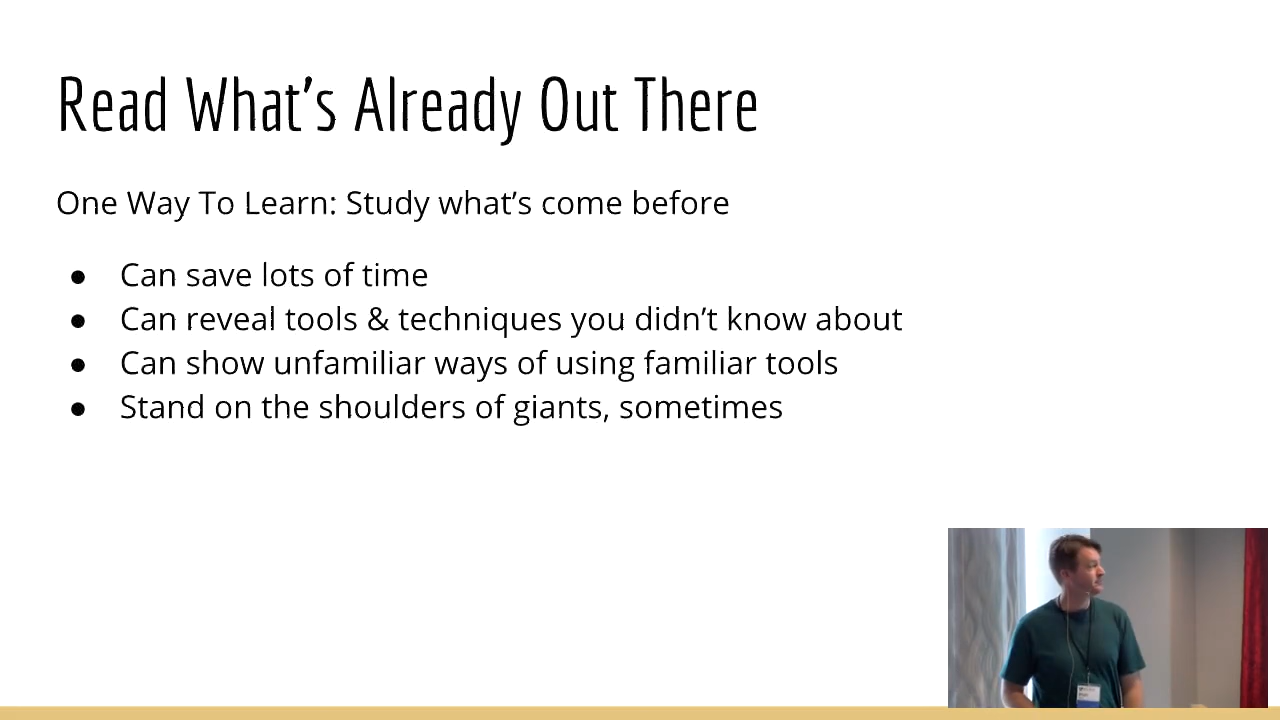 Read What’s Already Out There
One Way To Learn: Study what’s come before
● Can save lots of time
● Can reveal tools & techniques you didn’t know about
● Can show unfamiliar ways of using familiar tools
● Stand on the shoulders of giants, sometimes